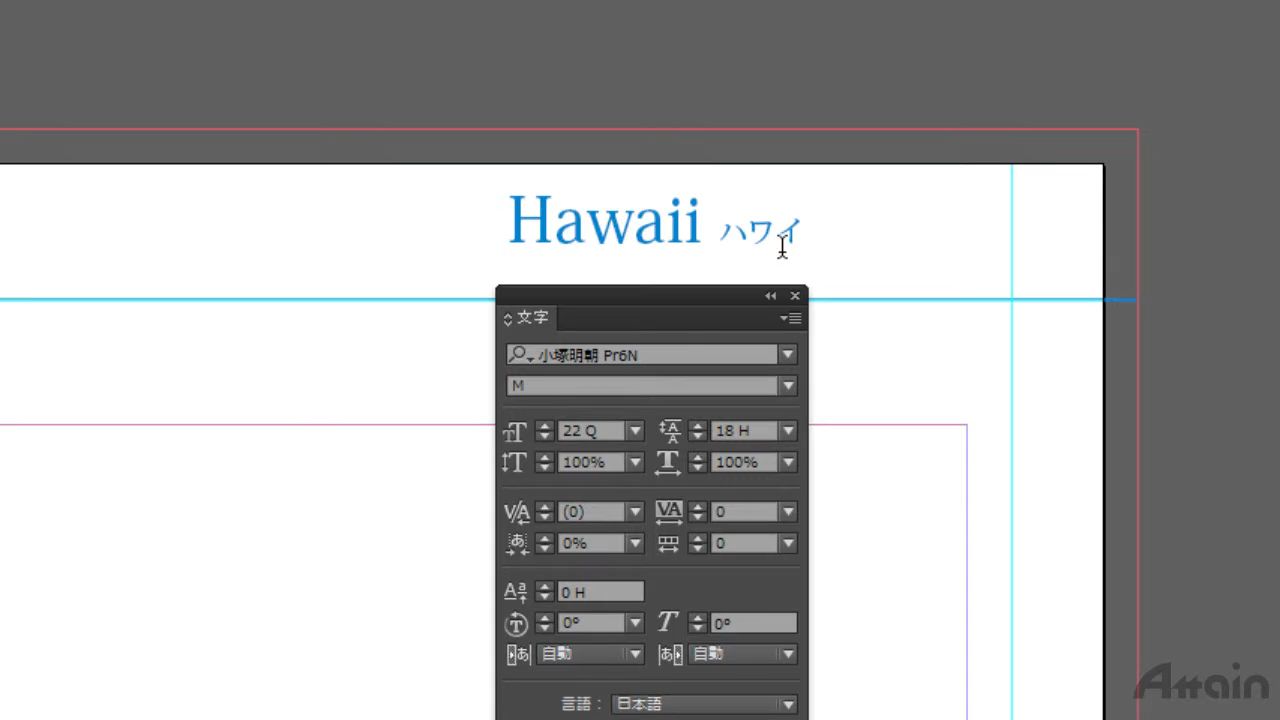 Hawaii ハワイ
文字
小塚明朝 Pr6N
M
22 Q 18 H
100% 100%
(0) 0
0% 0
0 H
0° 0°
自動 自動
言語： 日本語
Attain